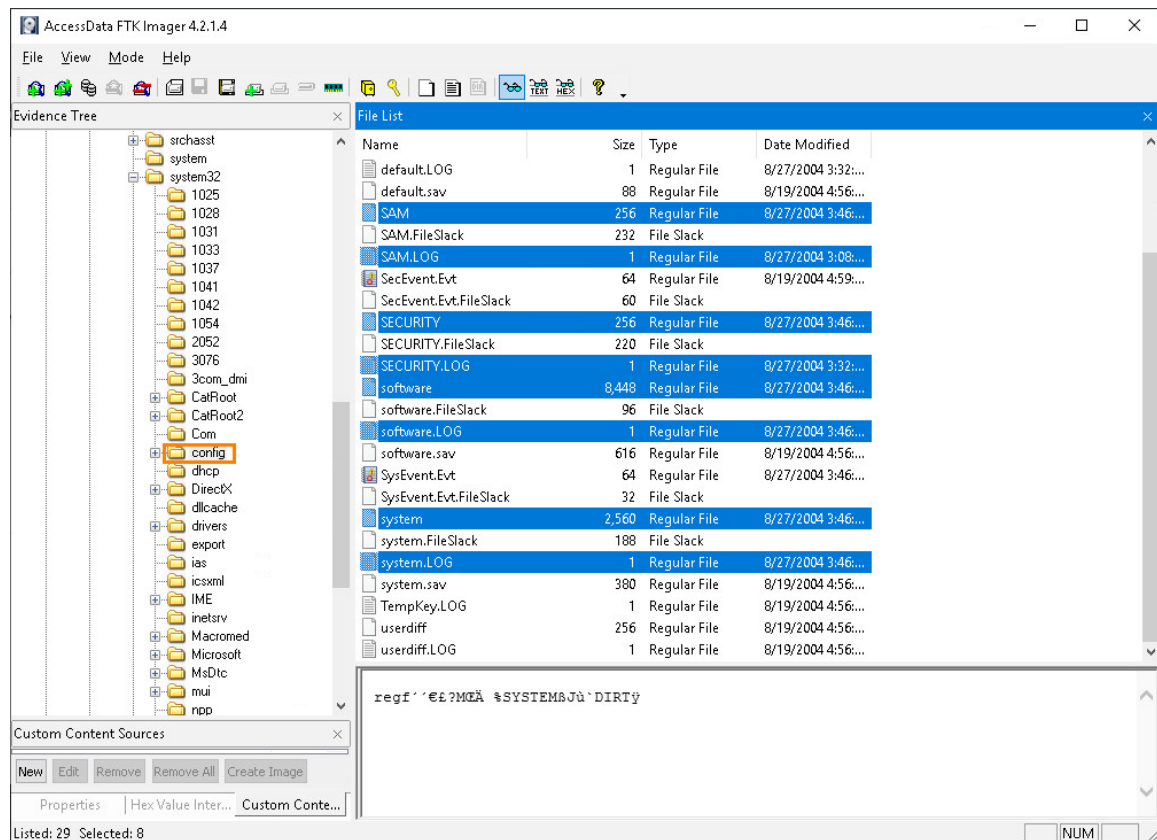 AccessData FTK Imager 4.2.1.4
File View Mode Help
TEXT HEX
Evidence Tree
srchasst
system
system32
1025
1028
1031
1033
1037
1041
1042
1054
2052
3076
3com_dmi
CatRoot
CatRoot2
Com
config
dhcp
DirectX
dllcache
drivers
export
ias
icsxml
IME
inetsrv
Macromed
Microsoft
MsDtc
mui
npp
Custom Content Sources
New Edit Remove Remove All Create Image
Properties Hex Value Inter... Custom Conte...
File List
Name Size Type Date Modified
default.LOG 1 Regular File 8/27/2004 3:32:...
default.sav 88 Regular File 8/19/2004 4:56:...
SAM 256 Regular File 8/27/2004 3:46:...
SAM.FileSlack 232 File Slack
SAM.LOG 1 Regular File 8/27/2004 3:08:...
SecEvent.Evt 64 Regular File 8/19/2004 4:59:...
SecEvent.Evt.FileSlack 60 File Slack
SECURITY 256 Regular File 8/27/2004 3:46:...
SECURITY.FileSlack 220 File Slack
SECURITY.LOG 1 Regular File 8/27/2004 3:32:...
software 8,448 Regular File 8/27/2004 3:46:...
software.FileSlack 96 File Slack
software.LOG 1 Regular File 8/27/2004 3:46:...
software.sav 616 Regular File 8/19/2004 4:56:...
SysEvent.Evt 64 Regular File 8/27/2004 3:46:...
SysEvent.Evt.FileSlack 32 File Slack
system 2,560 Regular File 8/27/2004 3:46:...
system.FileSlack 188 File Slack
system.LOG 1 Regular File 8/27/2004 3:46:...
system.sav 380 Regular File 8/19/2004 4:56:...
TempKey.LOG 1 Regular File 8/19/2004 4:56:...
userdiff 256 Regular File 8/19/2004 4:56:...
userdiff.LOG 1 Regular File 8/19/2004 4:56:...
regf´´€£?MŒÄ %SYSTEMßJù`DIRTÿ
Listed: 29 Selected: 8
NUM